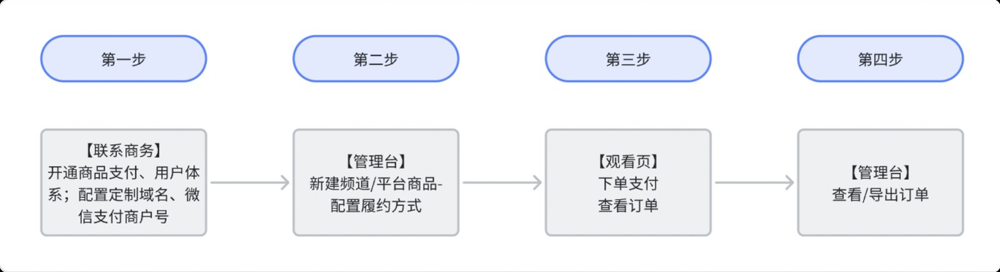 第一步
第二步
第三步
第四步
【联系商务】
开通商品支付、用户体
系；配置定制域名、微
信支付商户号
【管理台】
新建频道/平台商品-
配置履约方式
【观看页】
下单支付
查看订单
【管理台】
查看/导出订单